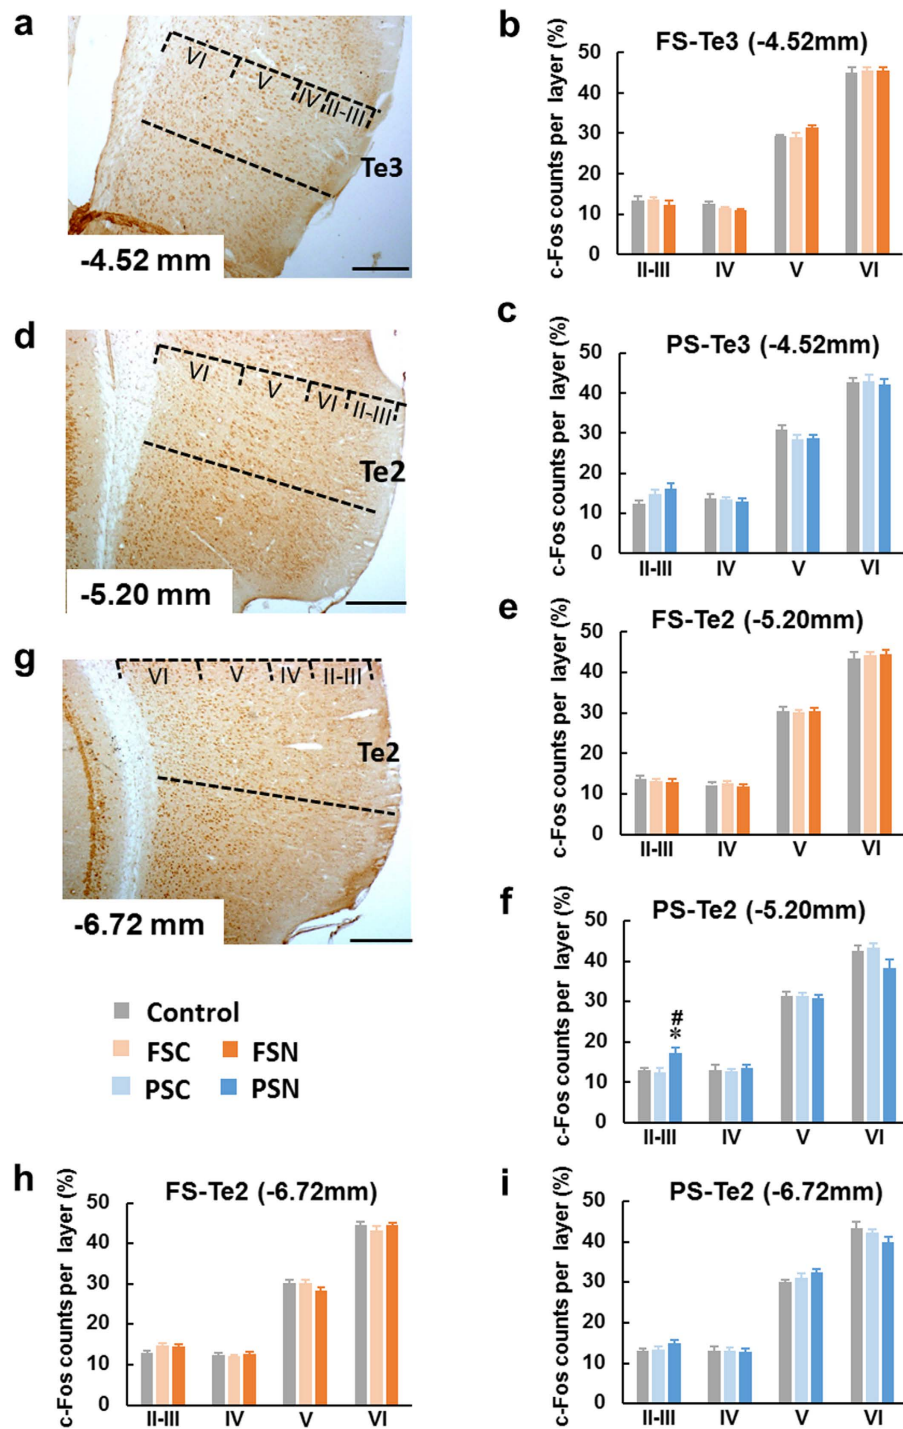 a
VI
V
IV
II-III
Te3
-4.52 mm
b
FS-Te3 (-4.52mm)
c-Fos counts per layer (%)
50
40
30
20
10
0
II-III IV V VI
c
PS-Te3 (-4.52mm)
c-Fos counts per layer (%)
50
40
30
20
10
0
II-III IV V VI
d
VI
V
VI
II-III
Te2
-5.20 mm
e
FS-Te2 (-5.20mm)
c-Fos counts per layer (%)
50
40
30
20
10
0
II-III IV V VI
g
VI
V
IV
II-III
Te2
-6.72 mm
f
PS-Te2 (-5.20mm)
c-Fos counts per layer (%)
50
40
30
20
10
0
#
*
II-III IV V VI
Control
FSC FSN
PSC PSN
h
FS-Te2 (-6.72mm)
c-Fos counts per layer (%)
50
40
30
20
10
0
II-III IV V VI
i
PS-Te2 (-6.72mm)
c-Fos counts per layer (%)
50
40
30
20
10
0
II-III IV V VI